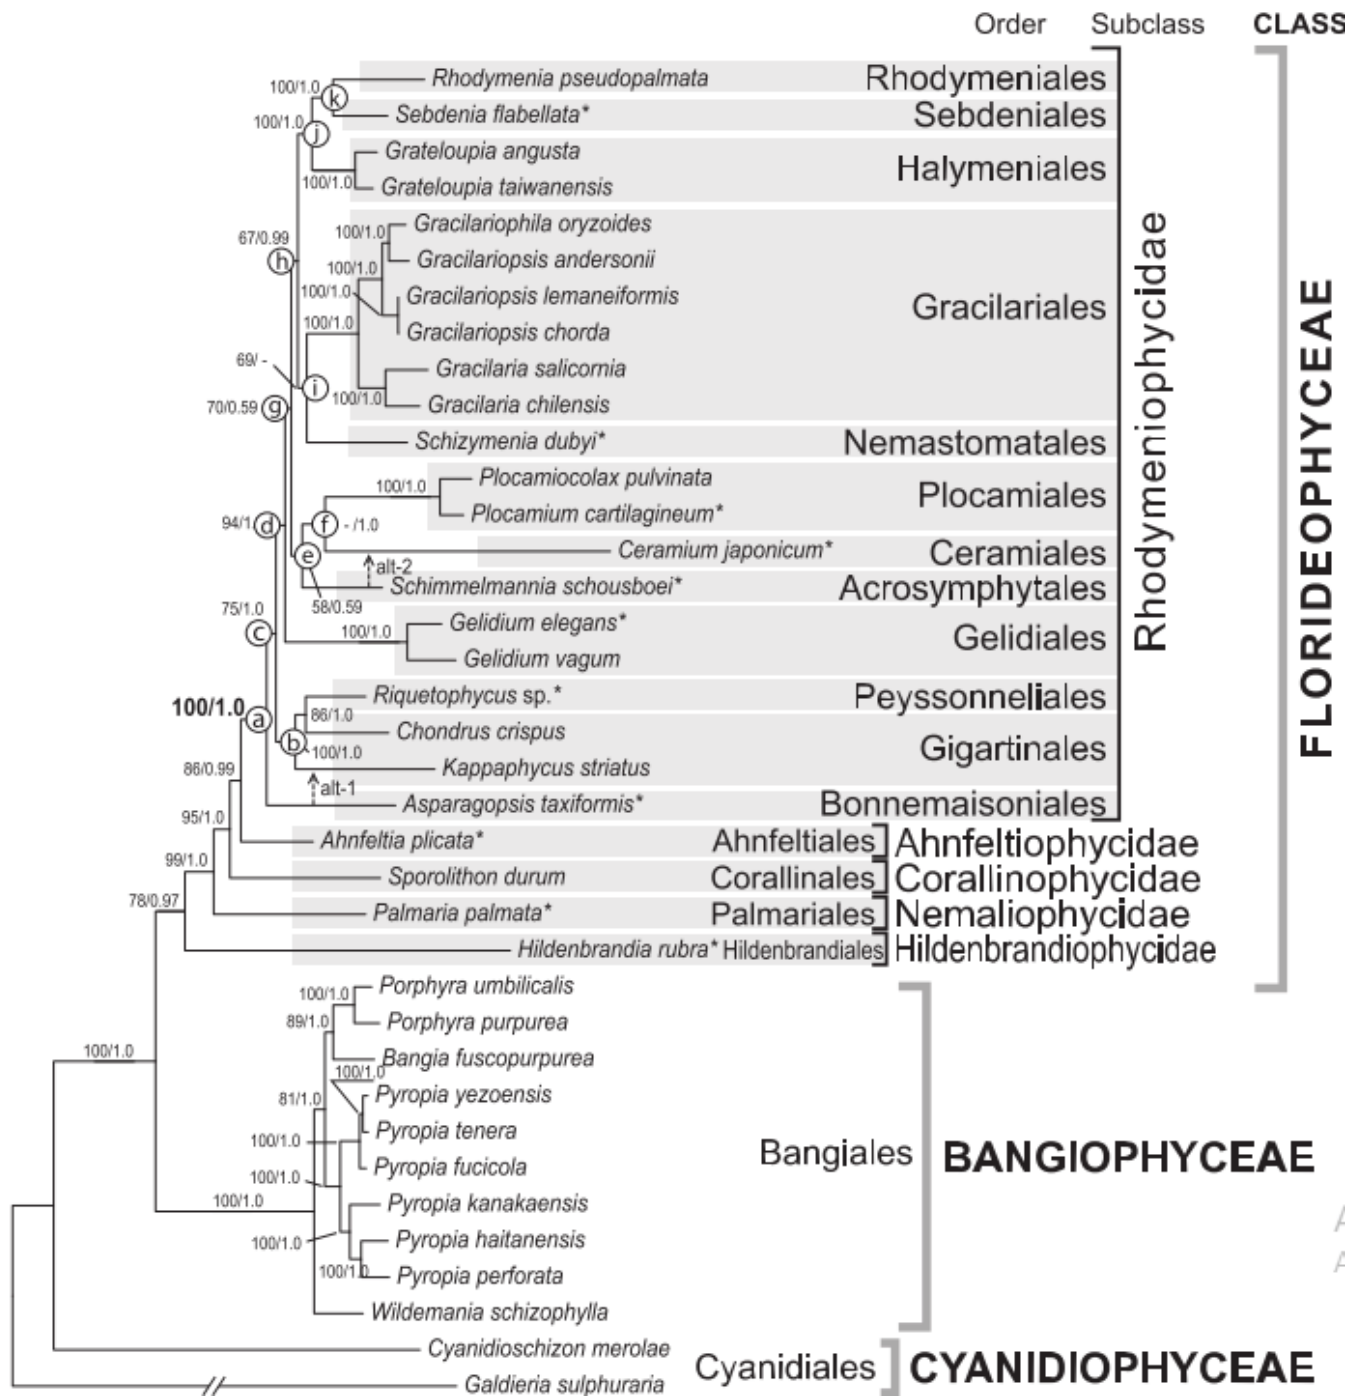 Order Subclass CLASS
100/1.0 k Rhodymenia pseudopalmata Rhodymeniales
Sebdenia flabellata* Sebdeniales
100/1.0 j
Grateloupia angusta
Halymeniales
100/1.0 Grateloupia taiwanensis
Gracilariophila oryzoides
100/1.0
67/0.99 Gracilariopsis andersonii
h 100/1.0
100/1.0 Gracilariopsis lemaneiformis
Gracilariales
100/1.0 Gracilariopsis chorda
69/ - Gracilaria salicornia
i
100/1.0 Gracilaria chilensis
70/0.59 g
Schizymenia dubyi* Nemastomatales
Plocamiocolax pulvinata
100/1.0 Plocamiales
Plocamium cartilagineum*
94/1 d f - /1.0
Ceramium japonicum* Ceramiales
e
alt-2
Schimmelmannia schousboei* Acrosymphytales
58/0.59
75/1.0 Gelidium elegans*
c 100/1.0 Gelidiales
Gelidium vagum
Rhodymeniophycidae
Riquetophycus sp.* Peyssonneliales
100/1.0 a 86/1.0
Chondrus crispus
b 100/1.0 Gigartinales
86/0.99 Kappaphycus striatus
alt-1
Asparagopsis taxiformis* Bonnemaisoniales
95/1.0
Ahnfeltia plicata* Ahnfeltiales Ahnfeltiophycidae
99/1.0
Sporolithon durum Corallinales Corallinophycidae
78/0.97
Palmaria palmata* Palmariales Nemaliophycidae
Hildenbrandia rubra* Hildenbrandiales Hildenbrandiophycidae
FLORIDEOPHYCEAE
100/1.0 Porphyra umbilicalis
89/1.0 Porphyra purpurea
100/1.0 Bangia fuscopurpurea
100/1.0
81/1.0 Pyropia yezoensis
100/1.0 Pyropia tenera
Bangiales BANGIOPHYCEAE
100/1.0 Pyropia fucicola
100/1.0 Pyropia kanakaensis
100/1.0 Pyropia haitanensis
100/1.0 Pyropia perforata
Wildemania schizophylla
Cyanidioschizon merolae
Cyanidiales CYANIDIOPHYCEAE
Galdieria sulphuraria
A
A